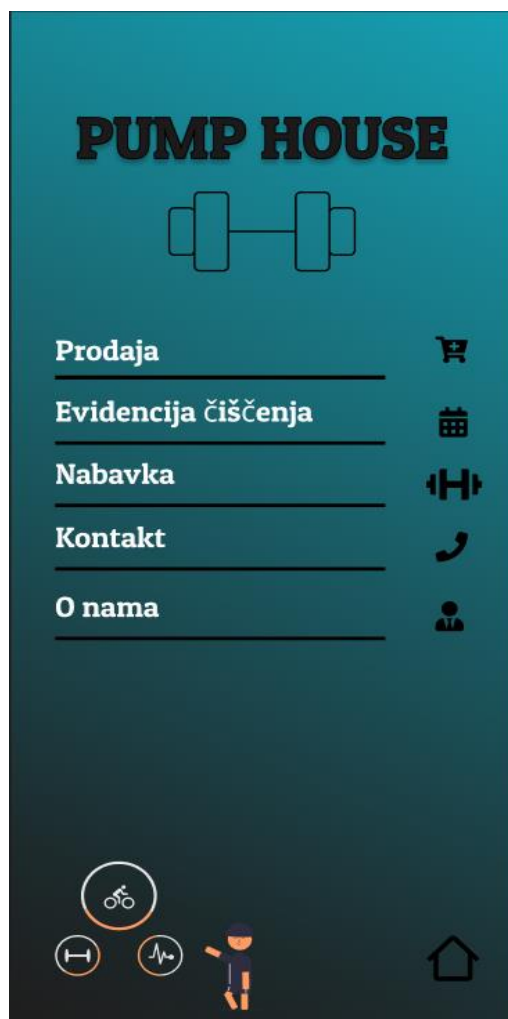 PUMP HOUSE
Prodaja
Evidencija čiščenja
Nabavka
Kontakt
O nama